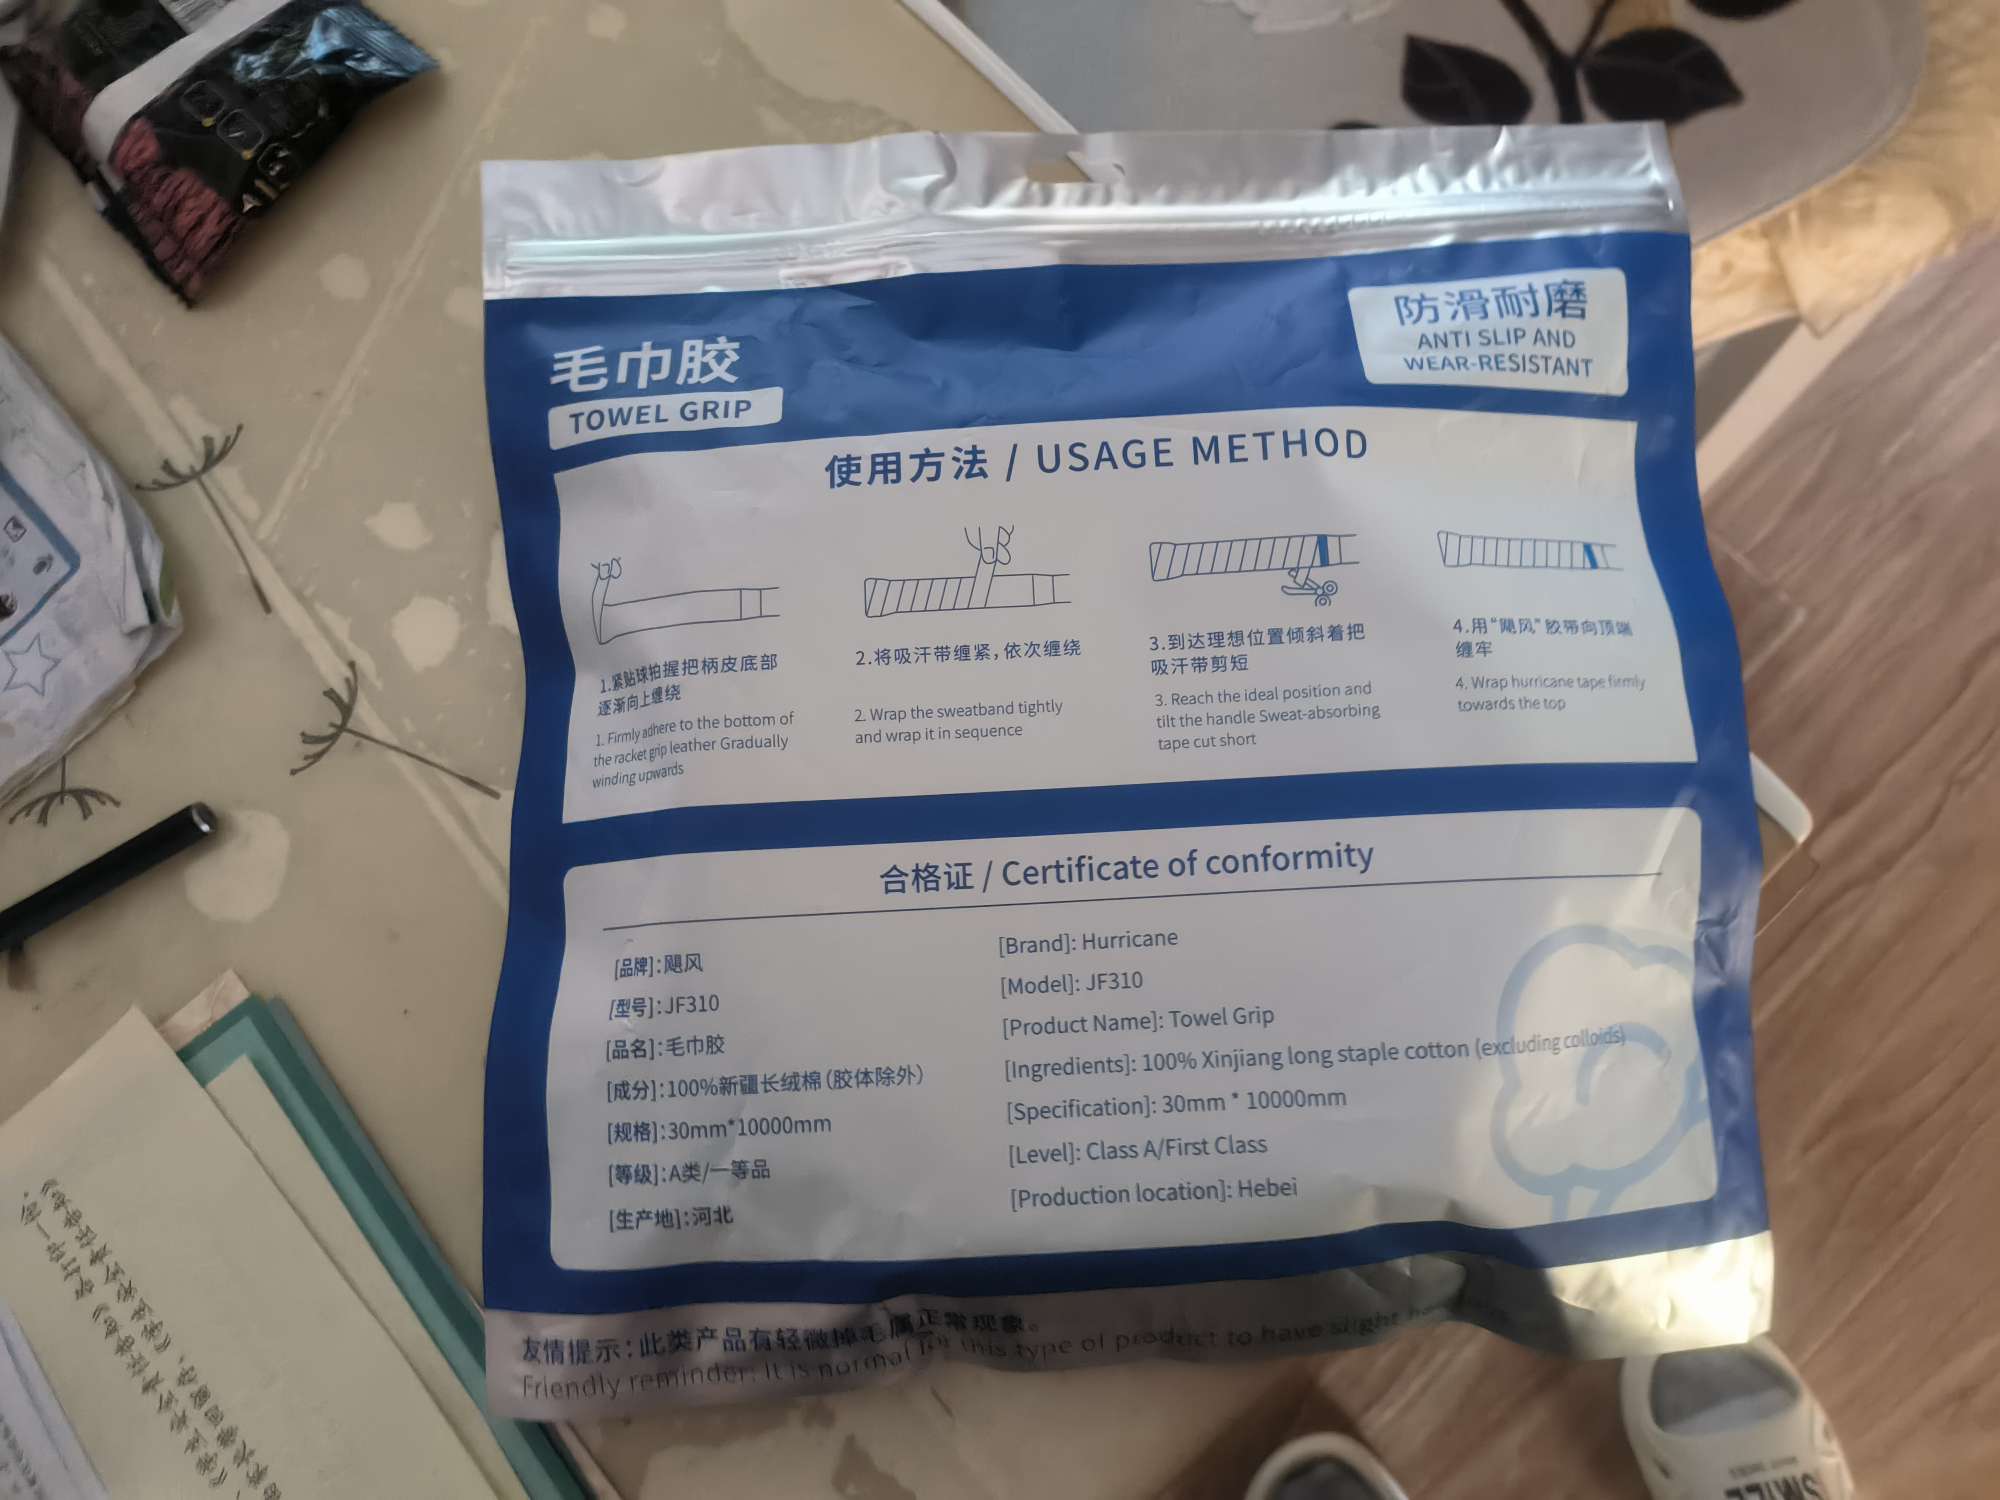 毛巾胶
TOWEL GRIP
防滑耐磨
ANTI SLIP AND
WEAR-RESISTANT
使用方法 / USAGE METHOD
1.紧贴球拍握把柄皮底部
逐渐向上缠绕
1. Firmly adhere to the bottom of
the racket grip leather Gradually
winding upwards
2.将吸汗带缠紧，依次缠绕
2. Wrap the sweatband tightly
and wrap it in sequence
3.到达理想位置倾斜着把
吸汗带剪短
3. Reach the ideal position and
tilt the handle Sweat-absorbing
tape cut short
4.用“飓风”胶带向顶端
缠牢
4. Wrap hurricane tape firmly
towards the top
合格证 / Certificate of conformity
[品牌]：飓风
[型号]：JF310
[品名]：毛巾胶
[成分]：100%新疆长绒棉（胶体除外）
[规格]：30mm*10000mm
[等级]：A类/一等品
[生产地]：河北
[Brand]: Hurricane
[Model]: JF310
[Product Name]: Towel Grip
[Ingredients]: 100% Xinjiang long staple cotton (excluding colloids)
[Specification]: 30mm * 10000mm
[Level]: Class A/First Class
[Production location]: Hebei
友情提示：此类产品有轻微掉毛属正常现象。
Friendly reminder: It is normal for this type of product to have slight